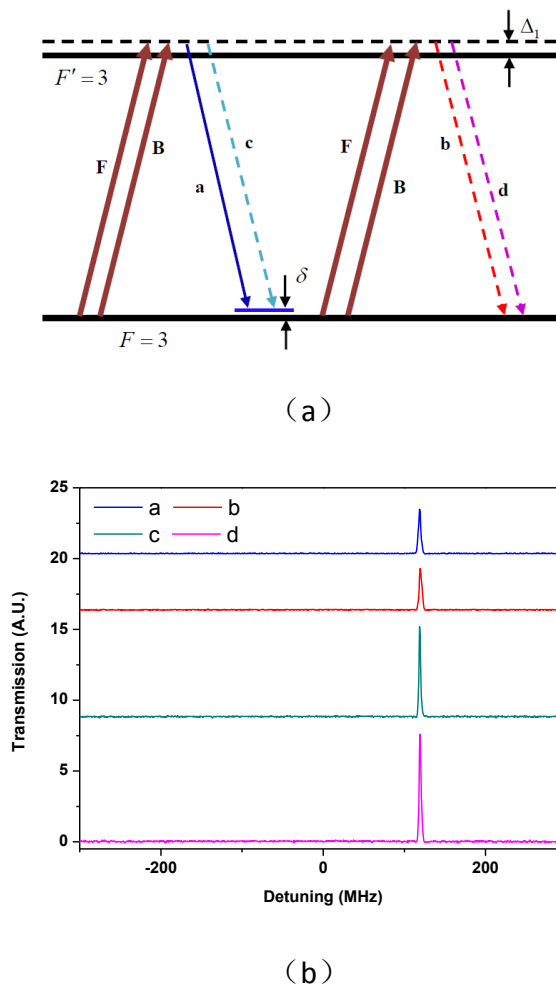 Δ₁
F′ = 3
F
B
a
c
F
B
b
d
δ
F = 3
（a）
25
20
15
10
5
0
Transmission (A.U.)
a
b
c
d
-200
0
200
Detuning (MHz)
（b）